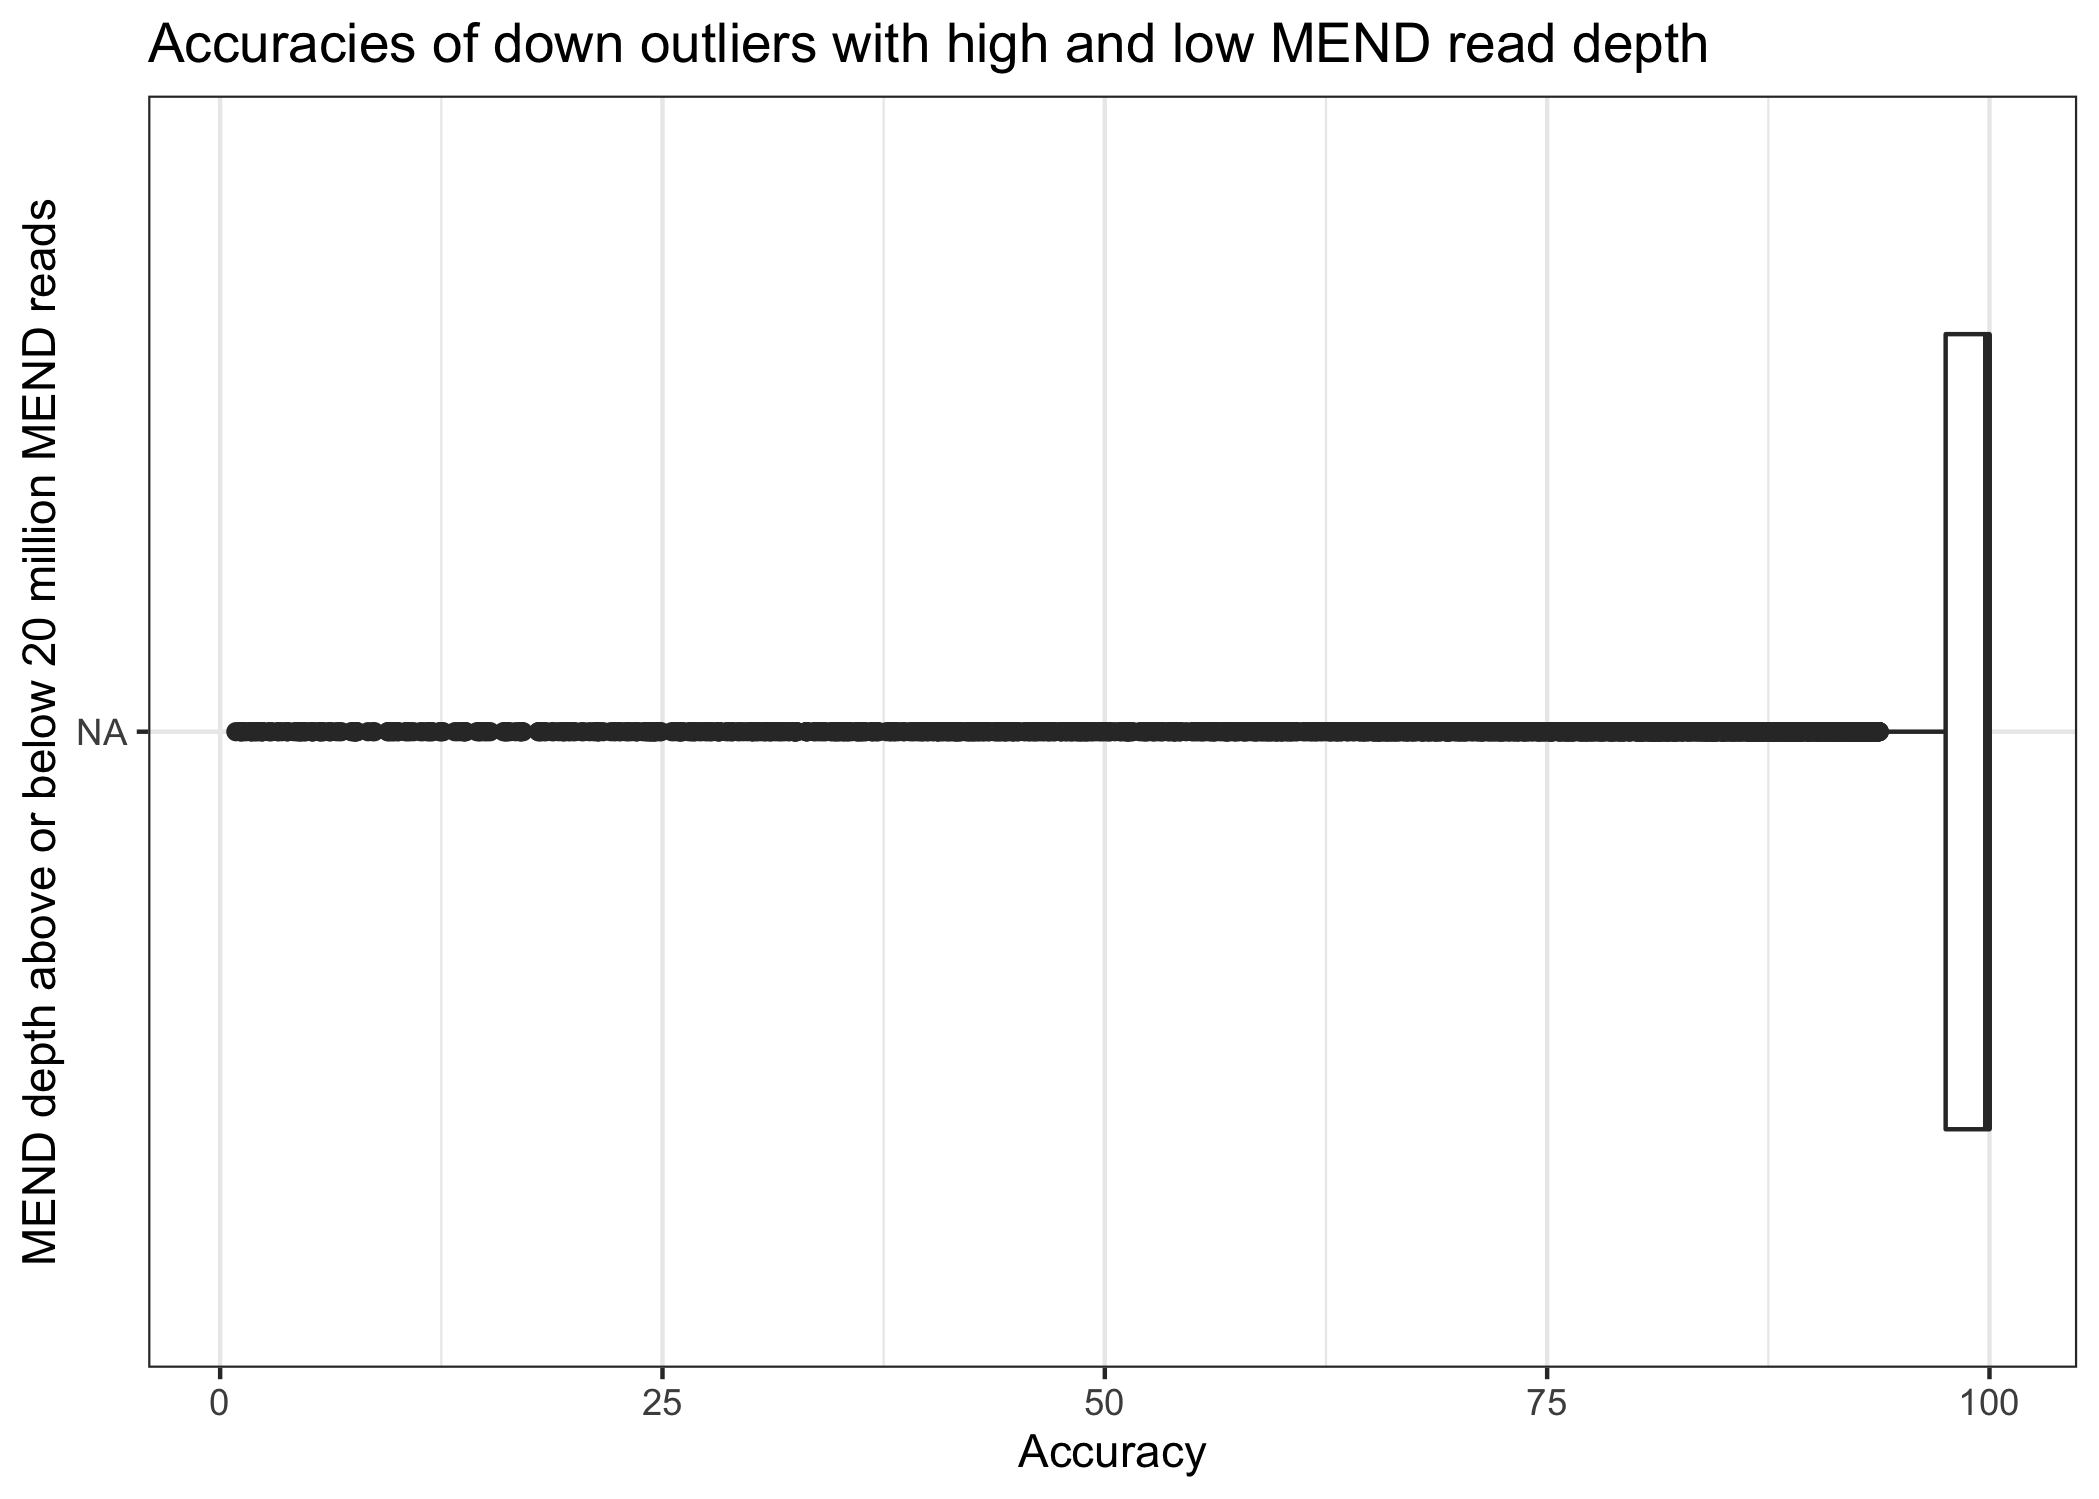 Accuracies of down outliers with high and low MEND read depth
MEND depth above or below 20 million MEND reads
NA
0
25
50
75
100
Accuracy